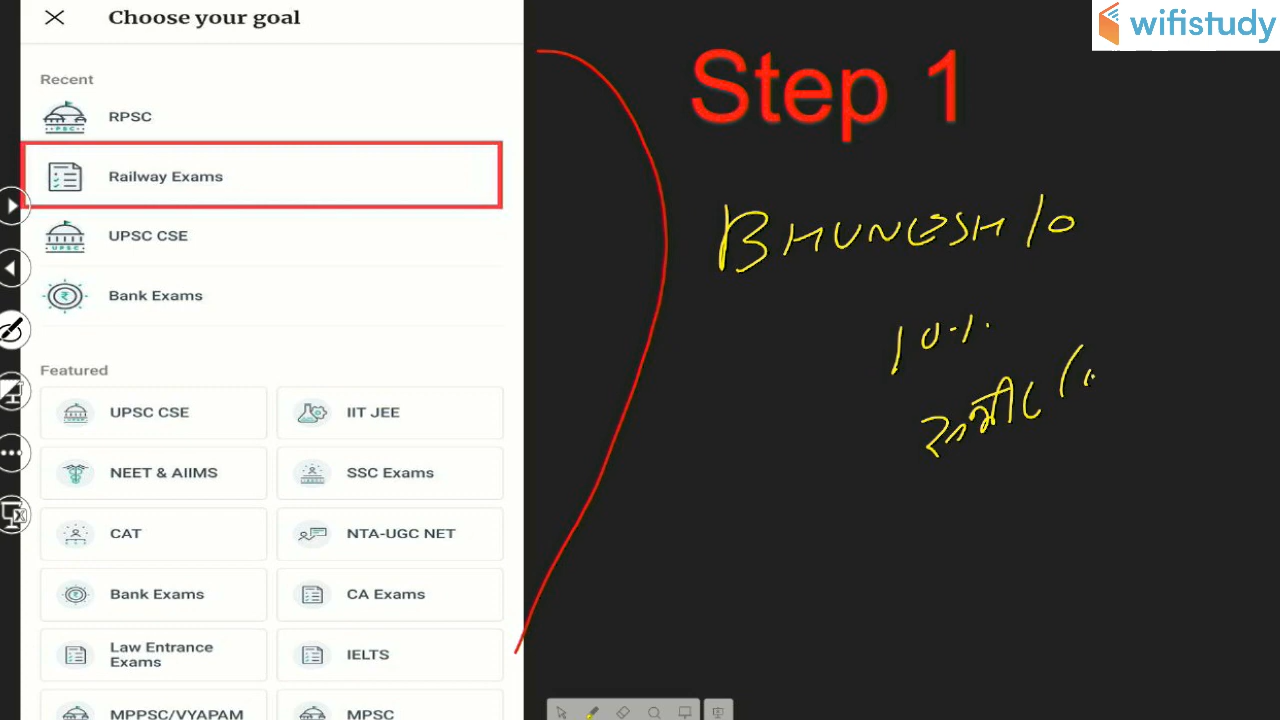 Choose your goal
wifistudy
Recent
RPSC
Railway Exams
UPSC CSE
Bank Exams
Featured
UPSC CSE
IIT JEE
NEET & AIIMS
SSC Exams
CAT
NTA-UGC NET
Bank Exams
CA Exams
Law Entrance
Exams
IELTS
MPPSC/VYAPAM
MPSC
Step 1
BHUNESH10
10%